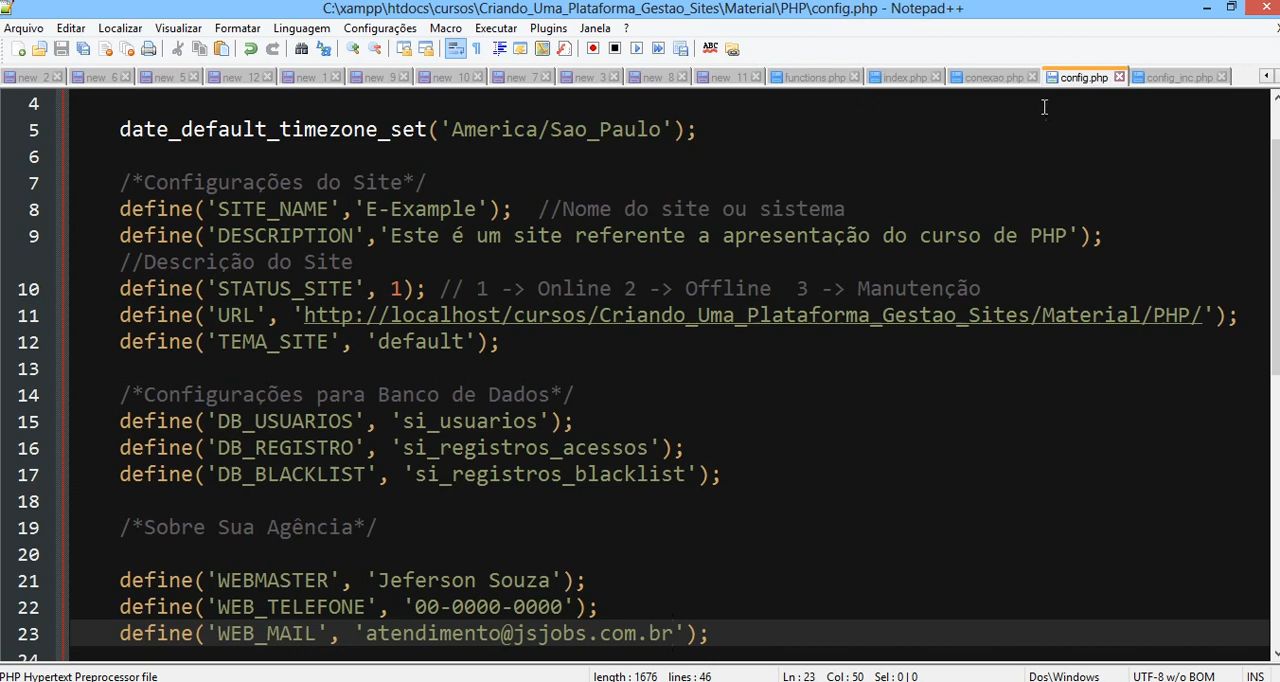 C:\xampp\htdocs\cursos\Criando_Uma_Plataforma_Gestao_Sites\Material\PHP\config.php - Notepad++
Arquivo Editar Localizar Visualizar Formatar Linguagem Configurações Macro Executar Plugins Janela ?
new 2 new 6 new 5 new 12 new 1 new 9 new 10 new 7 new 3 new 8 new 11 functions.php index.php conexao.php config.php config_inc.php
4
5 date_default_timezone_set('America/Sao_Paulo');
6
7 /*Configurações do Site*/
8 define('SITE_NAME','E-Example'); //Nome do site ou sistema
9 define('DESCRIPTION','Este é um site referente a apresentação do curso de PHP');
//Descrição do Site
10 define('STATUS_SITE', 1); // 1 -> Online 2 -> Offline 3 -> Manutenção
11 define('URL', 'http://localhost/cursos/Criando_Uma_Plataforma_Gestao_Sites/Material/PHP/');
12 define('TEMA_SITE', 'default');
13
14 /*Configurações para Banco de Dados*/
15 define('DB_USUARIOS', 'si_usuarios');
16 define('DB_REGISTRO', 'si_registros_acessos');
17 define('DB_BLACKLIST', 'si_registros_blacklist');
18
19 /*Sobre Sua Agência*/
20
21 define('WEBMASTER', 'Jeferson Souza');
22 define('WEB_TELEFONE', '00-0000-0000');
23 define('WEB_MAIL', 'atendimento@jsjobs.com.br');
24
PHP Hypertext Preprocessor file length : 1676 lines : 46 Ln : 23 Col : 50 Sel : 0 | 0 Dos\Windows UTF-8 w/o BOM INS